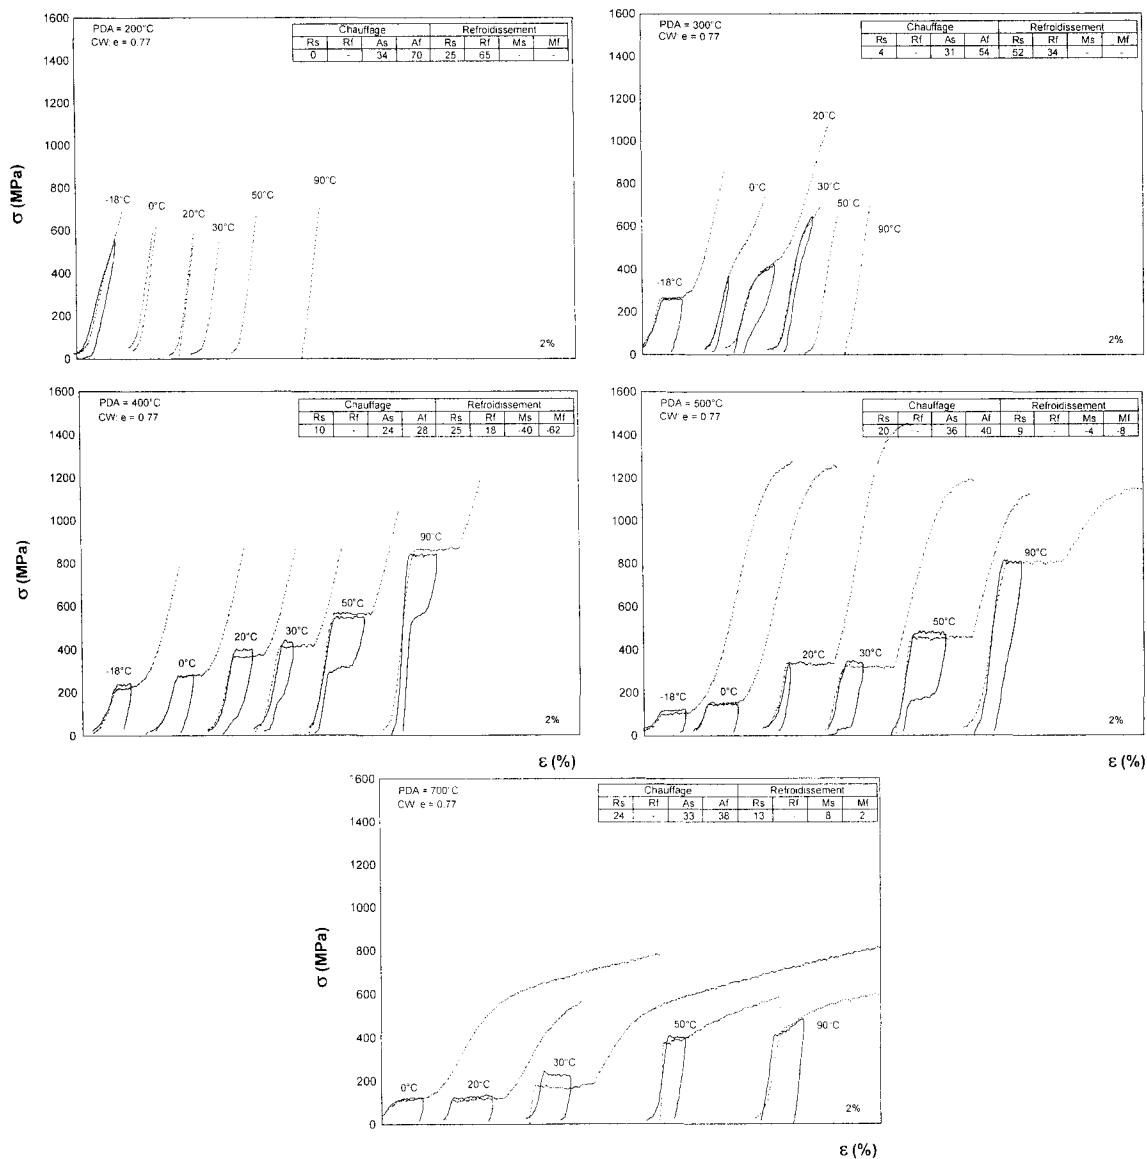 PDA = 200°C
CW: e = 0.77
Chauffage Refroidissement
Rs Rf As Af Rs Rf Ms Mf
0 - 34 70 25 65 - -
1600
1400
1200
1000
800
600
400
200
0
σ (MPa)
-18°C 0°C 20°C 30°C 50°C 90°C
2%
PDA = 300°C
CW: e = 0.77
Chauffage Refroidissement
Rs Rf As Af Rs Rf Ms Mf
4 - 31 54 52 34 - -
1600
1400
1200
1000
800
600
400
200
0
-18°C 0°C 20°C 30°C 50°C 90°C
2%
PDA = 400°C
CW: e = 0.77
Chauffage Refroidissement
Rs Rf As Af Rs Rf Ms Mf
10 - 24 28 25 18 -40 -62
1600
1400
1200
1000
800
600
400
200
0
σ (MPa)
-18°C 0°C 20°C 30°C 50°C 90°C
2%
ε (%)
PDA = 500°C
CW: e = 0.77
Chauffage Refroidissement
Rs Rf As Af Rs Rf Ms Mf
20 - 36 40 9 - -4 -8
1600
1400
1200
1000
800
600
400
200
0
-18°C 0°C 20°C 30°C 50°C 90°C
2%
ε (%)
PDA = 700°C
CW: e = 0.77
Chauffage Refroidissement
Rs Rf As Af Rs Rf Ms Mf
24 - 33 38 13 - 8 2
1600
1400
1200
1000
800
600
400
200
0
σ (MPa)
0°C 20°C 30°C 50°C 90°C
2%
ε (%)